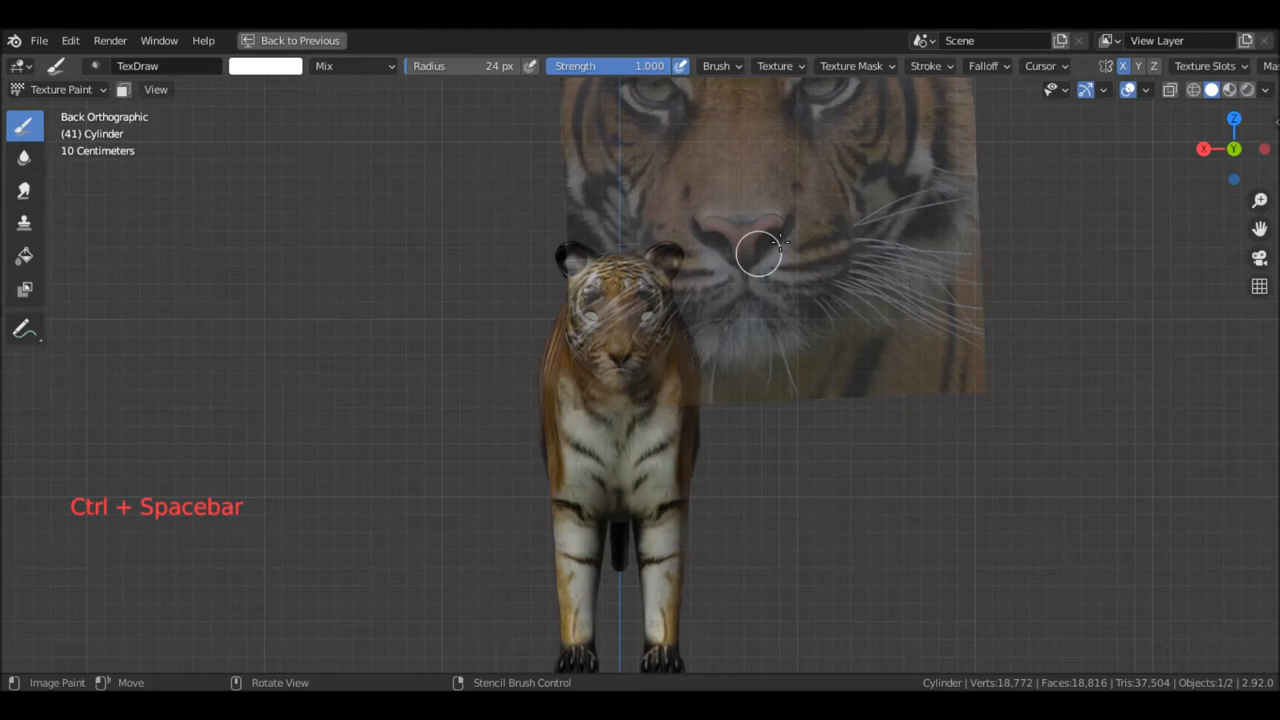 File Edit Render Window Help Back to Previous Scene View Layer
TexDraw Mix Radius 24 px Strength 1.000 Brush Texture Texture Mask Stroke Falloff Cursor X Y Z Texture Slots Mas
Texture Paint View
Back Orthographic
(41) Cylinder
10 Centimeters
Z
X Y
Ctrl + Spacebar
Image Paint Move Rotate View Stencil Brush Control Cylinder | Verts:18,772 | Faces:18,816 | Tris:37,504 | Objects:1/2 | 2.92.0